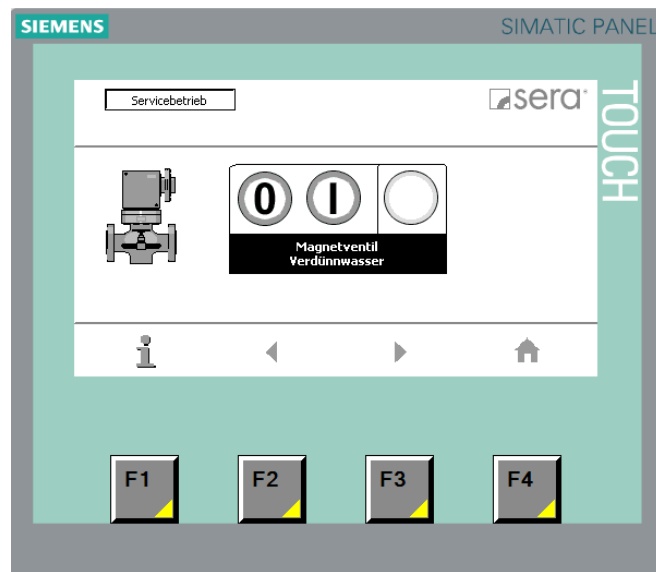 SIEMENS
SIMATIC PANEL
TOUCH
Servicebetrieb
sera®
0 I
Magnetventil
Verdünnwasser
i
F1 F2 F3 F4